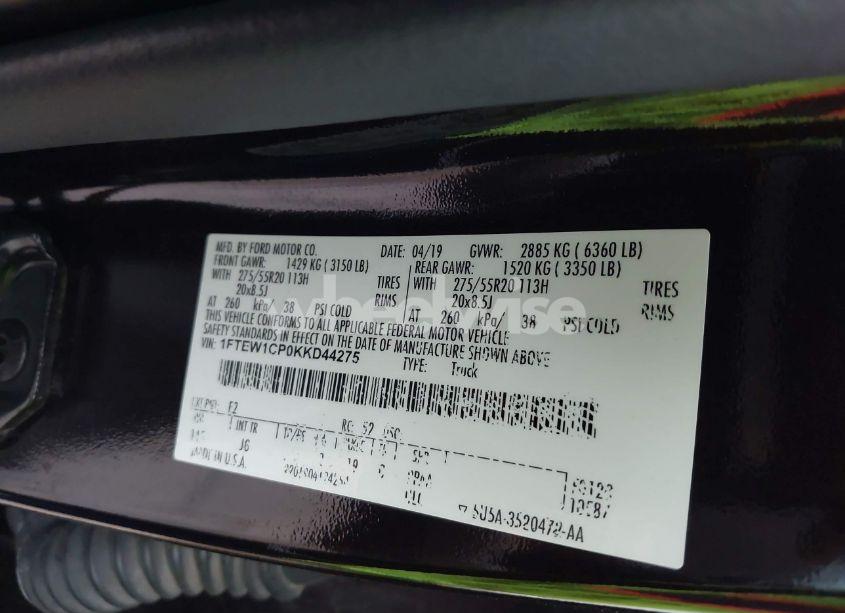 MFD. BY FORD MOTOR CO. DATE: 04/19 GVWR: 2885 KG ( 6360 LB)
FRONT GAWR: 1429 KG ( 3150 LB) REAR GAWR: 1520 KG ( 3350 LB)
WITH 275/55R20 113H TIRES WITH 275/55R20 113H TIRES
20x8.5J RIMS 20x8.5J RIMS
AT 260 kPa/ 38 PSI COLD AT 260 kPa/ 38 PSI COLD
THIS VEHICLE CONFORMS TO ALL APPLICABLE FEDERAL MOTOR VEHICLE
SAFETY STANDARDS IN EFFECT ON THE DATE OF MANUFACTURE SHOWN ABOVE
VIN: 1FTEW1CP0KKD44275 TYPE: Truck
INT TR
JG
MADE IN U.S.A.
5U5A-3520472-AA